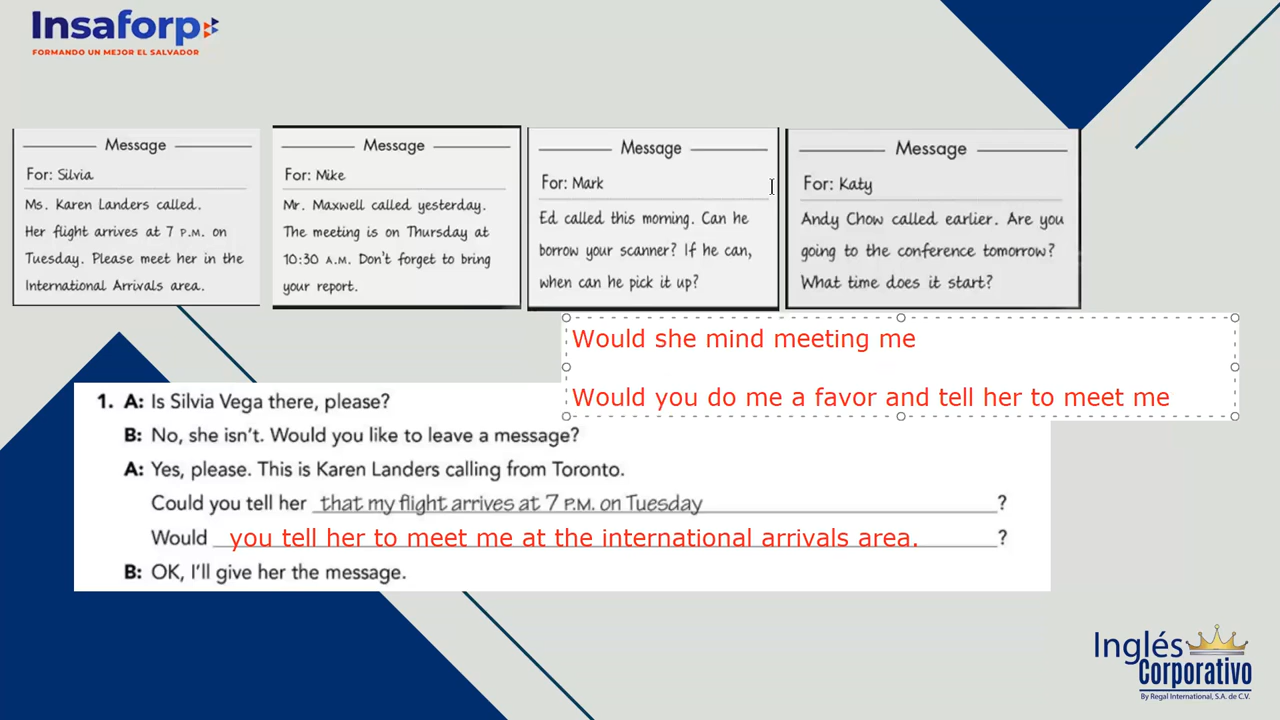 Insaforp
FORMANDO UN MEJOR EL SALVADOR
Message
For: Silvia
Ms. Karen Landers called.
Her flight arrives at 7 P.M. on
Tuesday. Please meet her in the
International Arrivals area.
Message
For: Mike
Mr. Maxwell called yesterday.
The meeting is on Thursday at
10:30 A.M. Don't forget to bring
your report.
Message
For: Mark
Ed called this morning. Can he
borrow your scanner? If he can,
when can he pick it up?
Message
For: Katy
Andy Chow called earlier. Are you
going to the conference tomorrow?
What time does it start?
Would she mind meeting me
Would you do me a favor and tell her to meet me
1. A: Is Silvia Vega there, please?
B: No, she isn't. Would you like to leave a message?
A: Yes, please. This is Karen Landers calling from Toronto.
Could you tell her that my flight arrives at 7 P.M. on Tuesday ?
Would you tell her to meet me at the international arrivals area. ?
B: OK, I'll give her the message.
Inglés
Corporativo
By Regal International, S.A. de C.V.